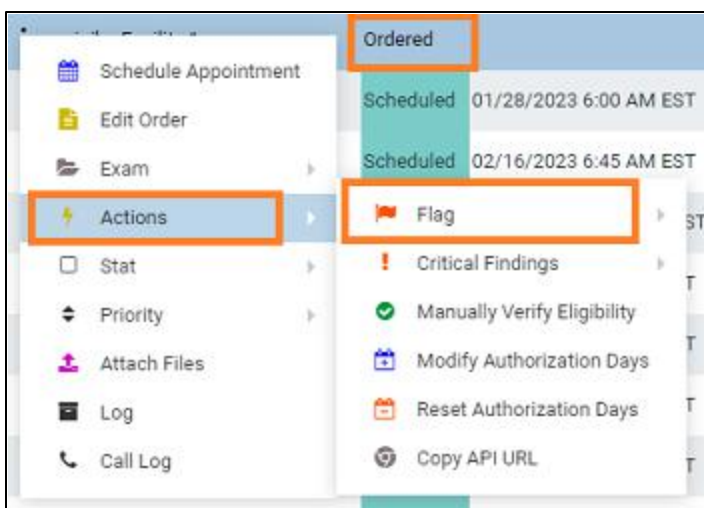 Ordered
Schedule Appointment
Scheduled 01/28/2023 6:00 AM EST
Edit Order
Scheduled 02/16/2023 6:45 AM EST
Exam
Actions
Flag
Stat
Critical Findings
Priority
Manually Verify Eligibility
Attach Files
Modify Authorization Days
Log
Reset Authorization Days
Call Log
Copy API URL